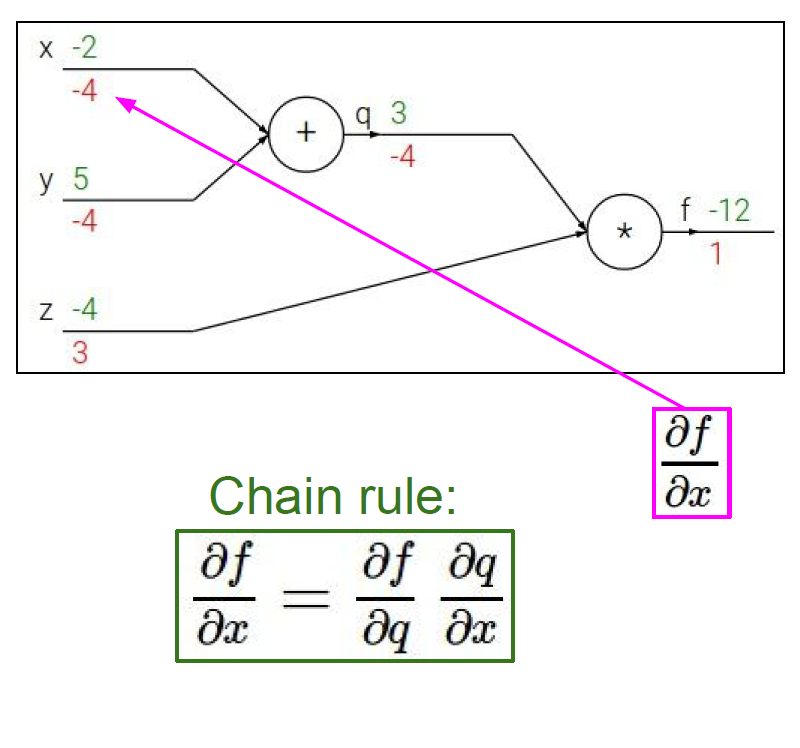 x -2
-4
+
q 3
-4
y 5
-4
*
f -12
1
z -4
3
∂f
∂x
Chain rule:
∂f/∂x = ∂f/∂q ∂q/∂x